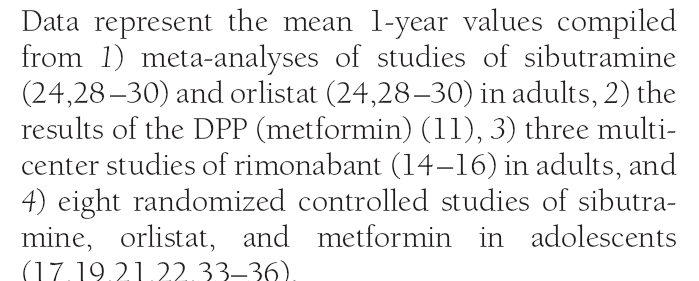 Data represent the mean 1-year values compiled
from 1) meta-analyses of studies of sibutramine
(24,28–30) and orlistat (24,28–30) in adults, 2) the
results of the DPP (metformin) (11), 3) three multi-
center studies of rimonabant (14–16) in adults, and
4) eight randomized controlled studies of sibutra-
mine, orlistat, and metformin in adolescents
(17,19,21,22,33–36).